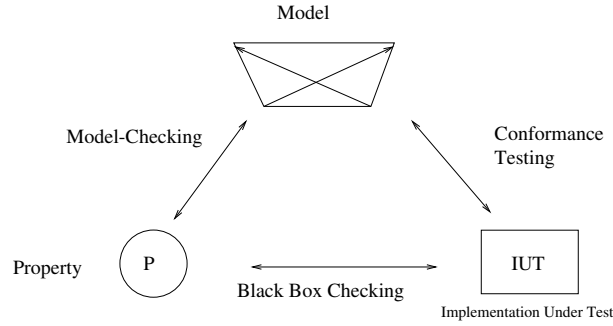 Model
Model-Checking
Conformance
Testing
Property
P
IUT
Black Box Checking
Implementation Under Test